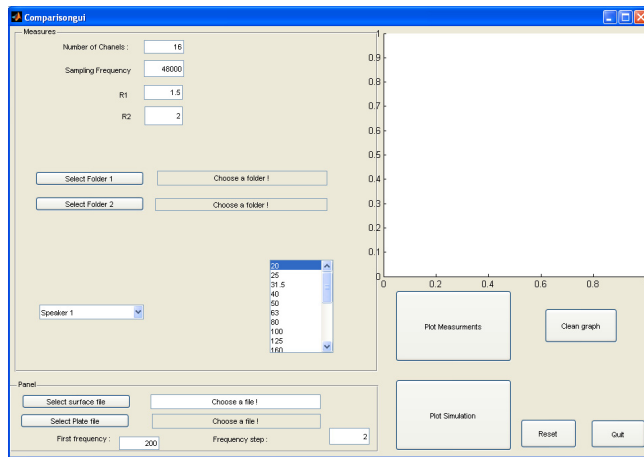 Comparisongui
Measures
Number of Chanels : 16
Sampling Frequency 48000
R1 1.5
R2 2
Select Folder 1 Choose a folder !
Select Folder 2 Choose a folder !
20
25
31.5
40
50
63
80
100
125
160
Speaker 1
1
0.9
0.8
0.7
0.6
0.5
0.4
0.3
0.2
0.1
0
0 0.2 0.4 0.6 0.8
Plot Measurments
Clean graph
Panel
Select surface file Choose a file !
Select Plate file Choose a file !
First frequency : 200 Frequency step : 2
Plot Simulation
Reset
Quit